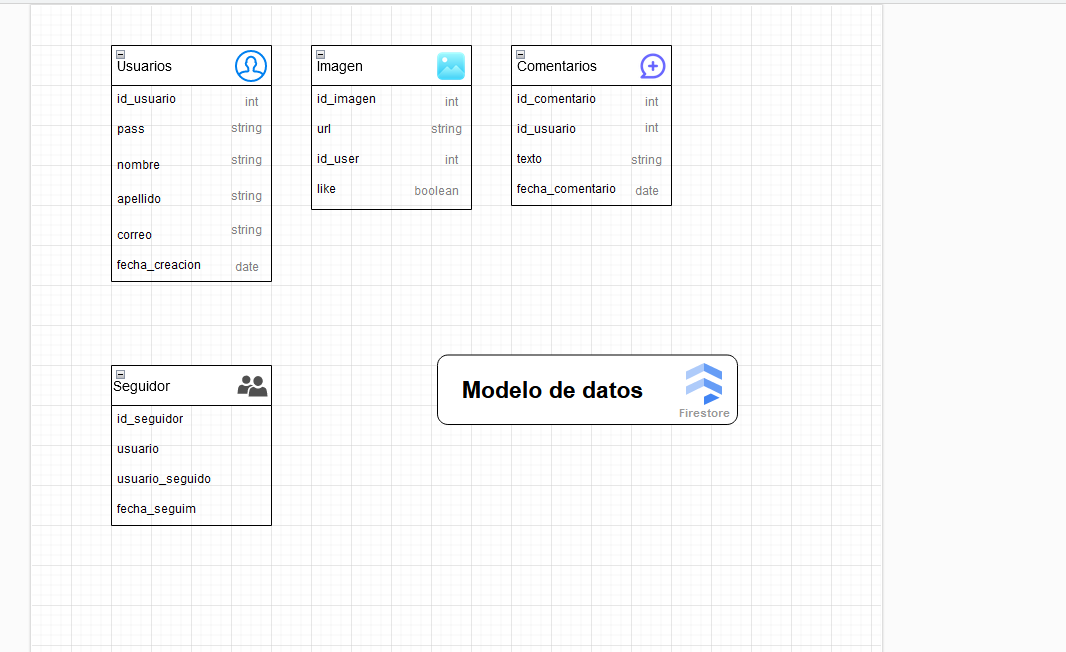 Usuarios
id_usuario int
pass string
nombre string
apellido string
correo string
fecha_creacion date
Imagen
id_imagen int
url string
id_user int
like boolean
Comentarios
id_comentario int
id_usuario int
texto string
fecha_comentario date
Seguidor
id_seguidor
usuario
usuario_seguido
fecha_seguim
Modelo de datos
Firestore